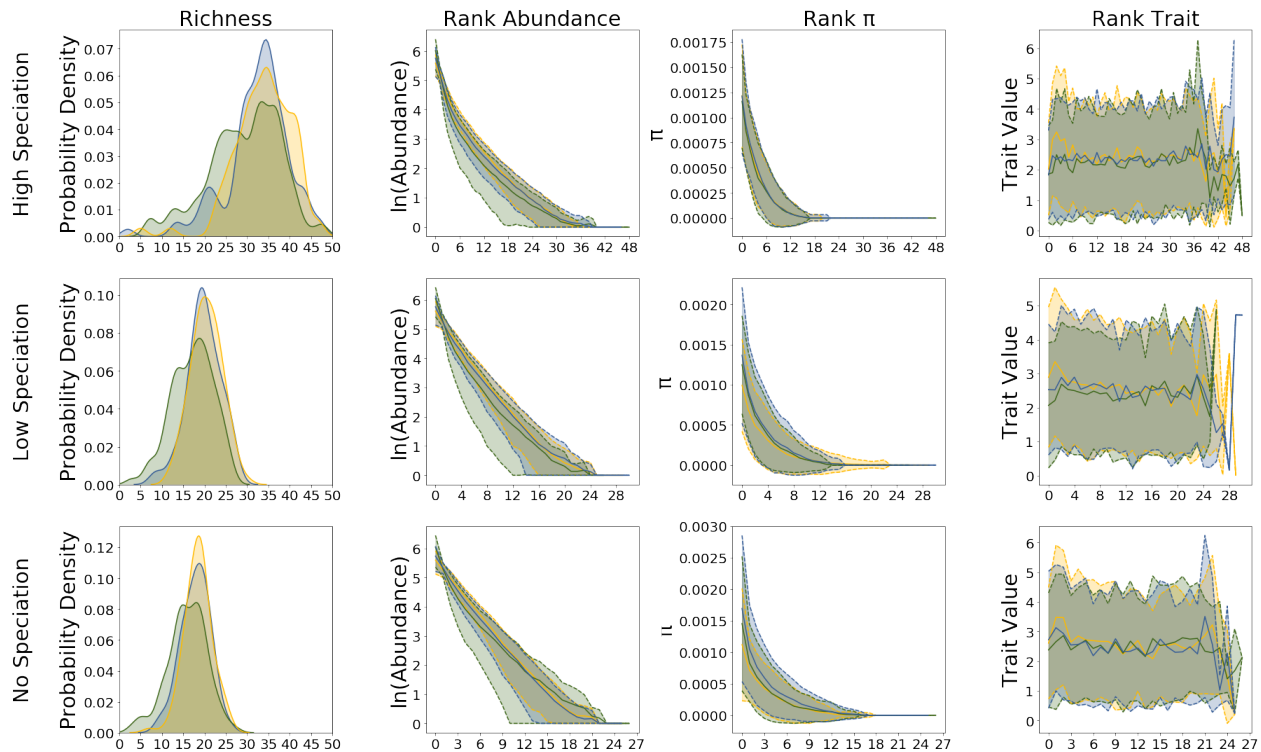 Richness
Rank Abundance
Rank π
Rank Trait
High Speciation
Probability Density
0.07
0.06
0.05
0.04
0.03
0.02
0.01
0.00
0 5 10 15 20 25 30 35 40 45 50
ln(Abundance)
6
5
4
3
2
1
0
0 6 12 18 24 30 36 42 48
π
0.00175
0.00150
0.00125
0.00100
0.00075
0.00050
0.00025
0.00000
0 6 12 18 24 30 36 42 48
Trait Value
6
5
4
3
2
1
0
0 6 12 18 24 30 36 42 48
Low Speciation
Probability Density
0.10
0.08
0.06
0.04
0.02
0.00
0 5 10 15 20 25 30 35 40 45 50
ln(Abundance)
6
5
4
3
2
1
0
0 4 8 12 16 20 24 28
π
0.0020
0.0015
0.0010
0.0005
0.0000
0 4 8 12 16 20 24 28
Trait Value
5
4
3
2
1
0
0 4 8 12 16 20 24 28
No Speciation
Probability Density
0.12
0.10
0.08
0.06
0.04
0.02
0.00
0 5 10 15 20 25 30 35 40 45 50
ln(Abundance)
6
5
4
3
2
1
0
0 3 6 9 12 15 18 21 24 27
π
0.0030
0.0025
0.0020
0.0015
0.0010
0.0005
0.0000
0 3 6 9 12 15 18 21 24 27
Trait Value
6
5
4
3
2
1
0
0 3 6 9 12 15 18 21 24 27